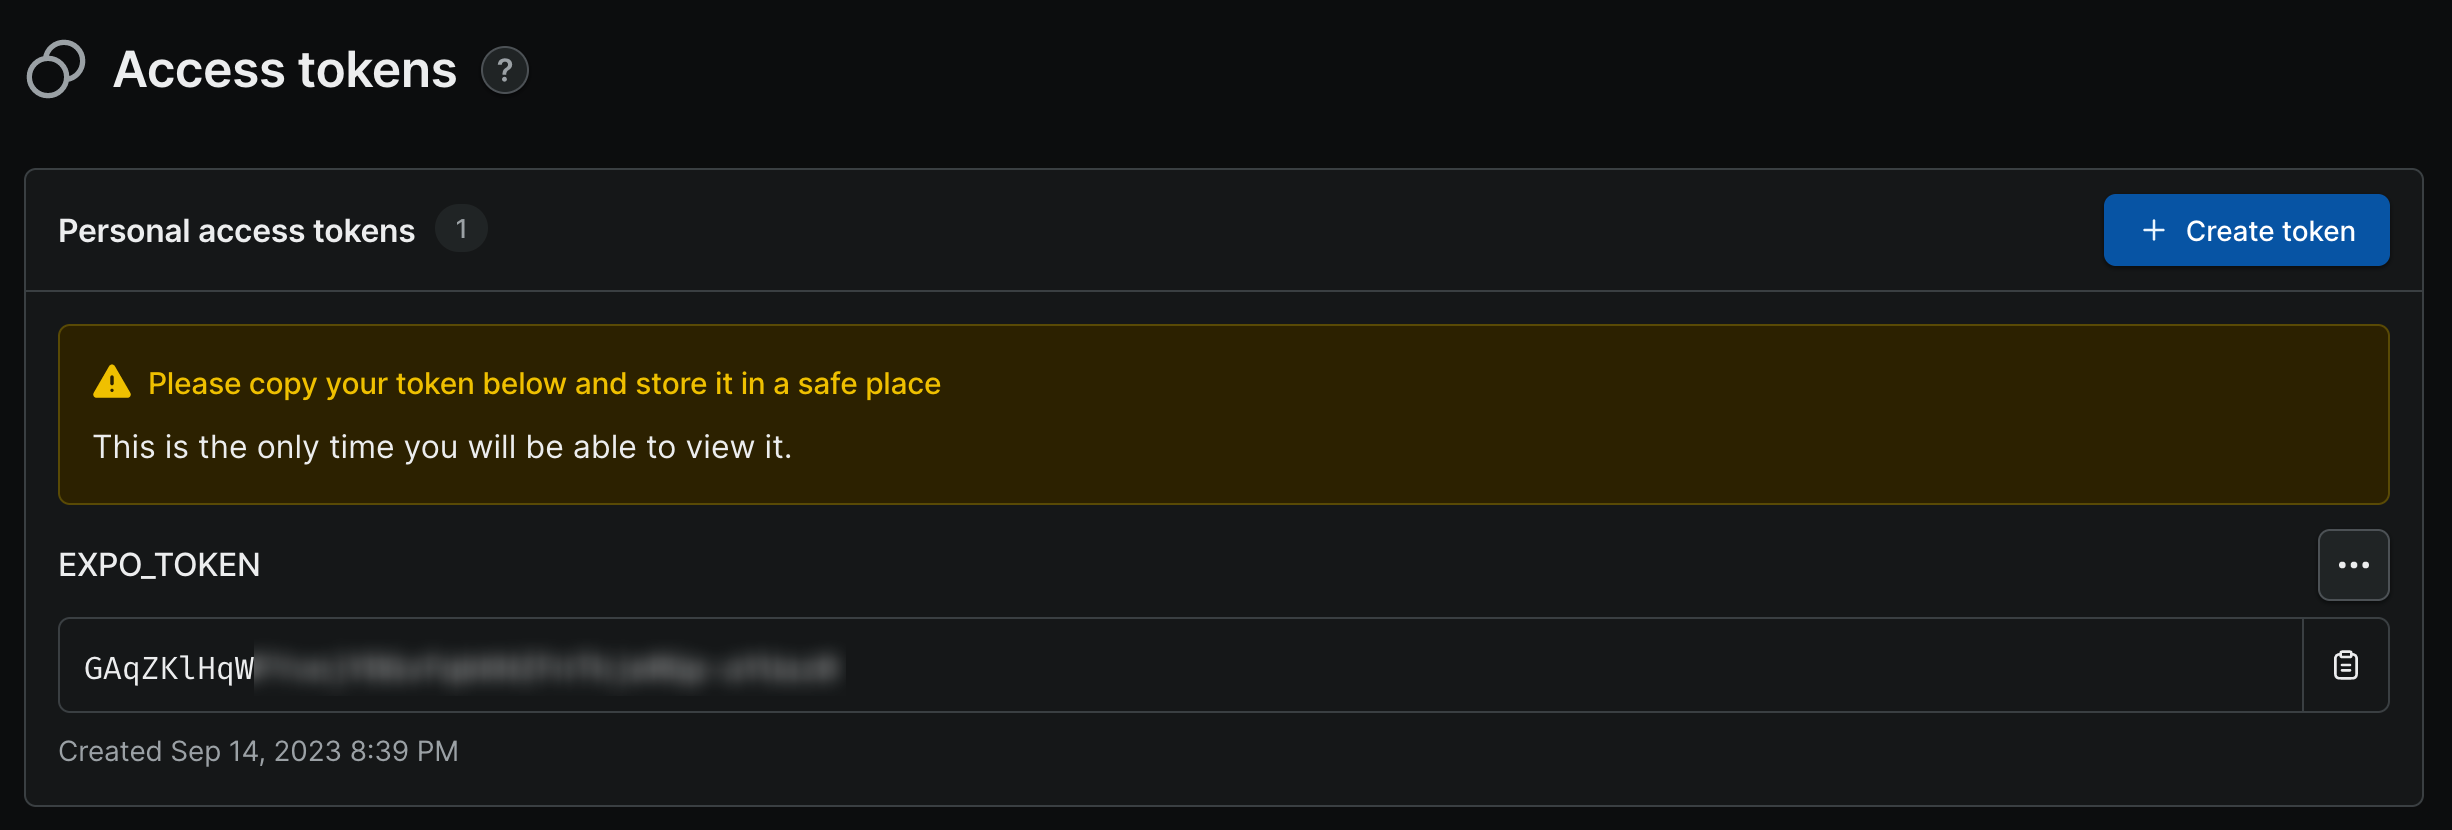 Access tokens ?
Personal access tokens 1
+ Create token
Please copy your token below and store it in a safe place
This is the only time you will be able to view it.
EXPO_TOKEN
GAqZKlHqW
Created Sep 14, 2023 8:39 PM